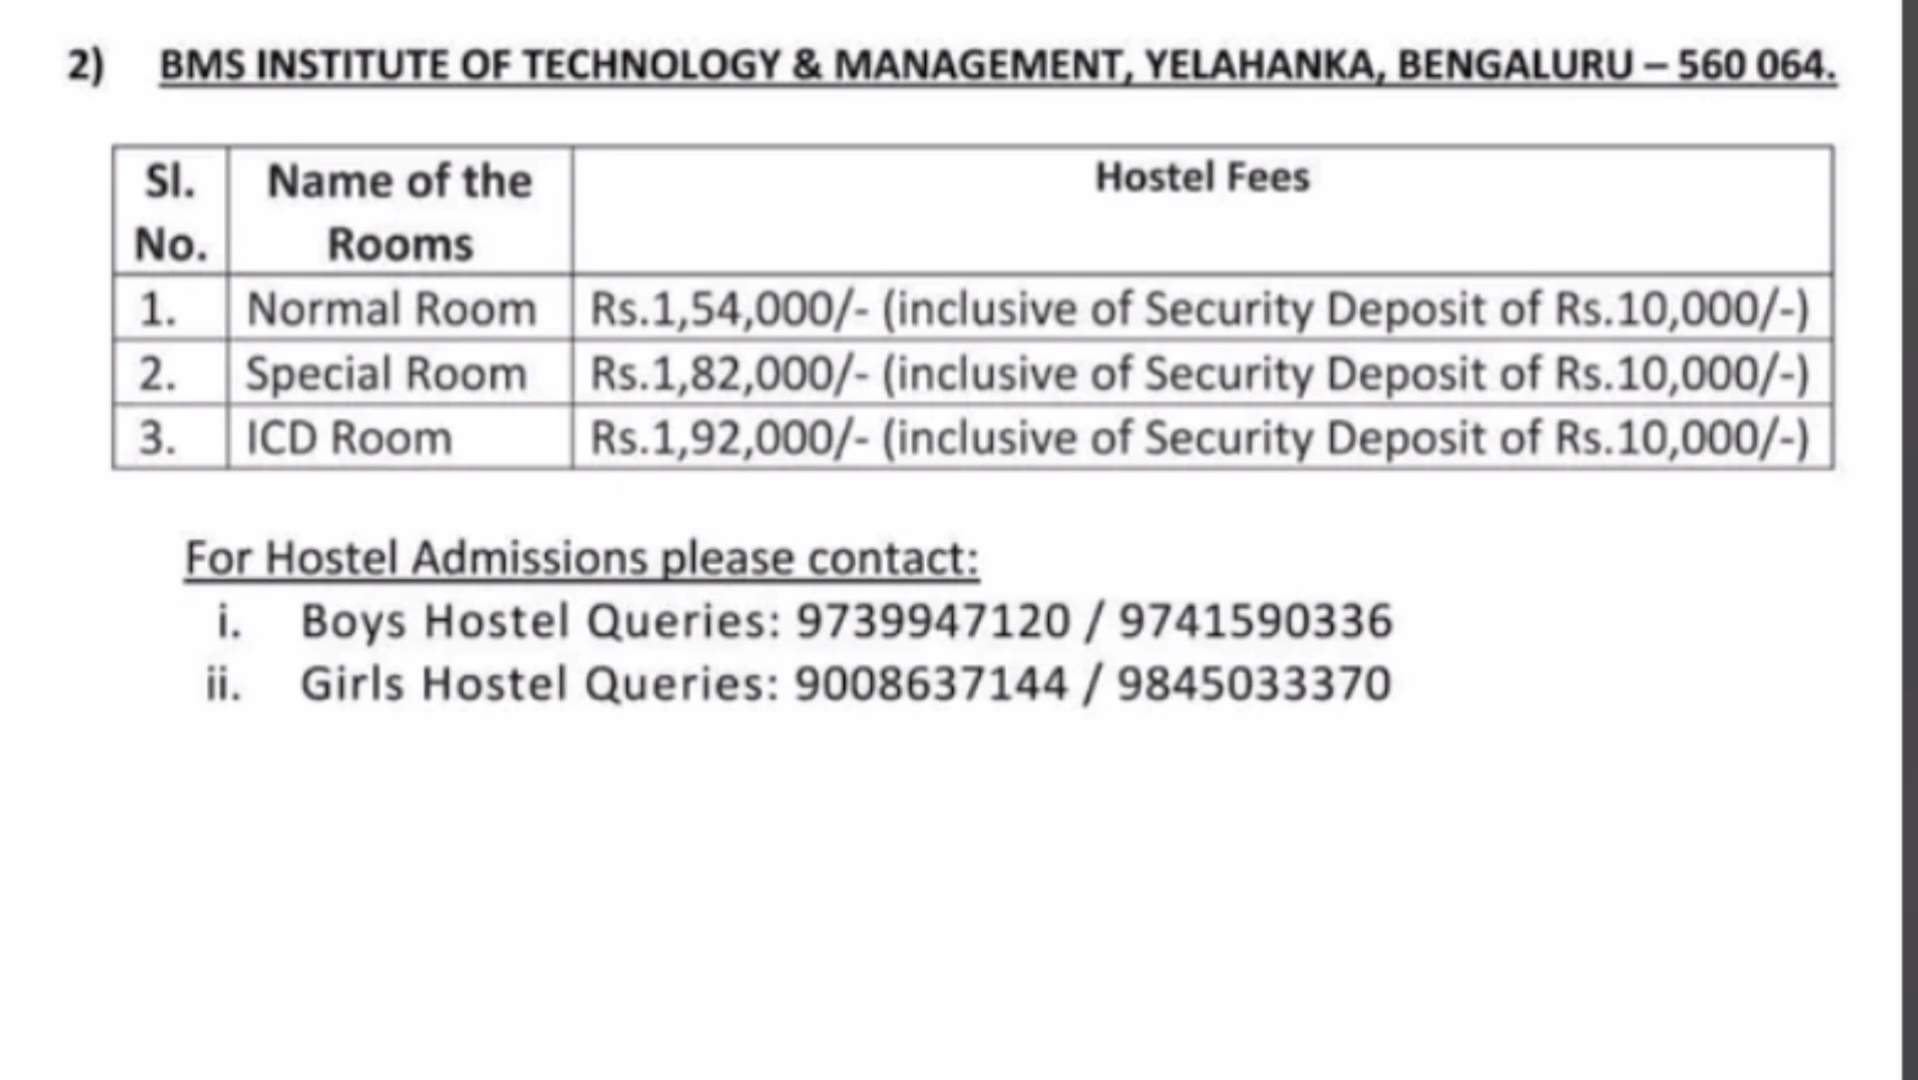 2) BMS INSTITUTE OF TECHNOLOGY & MANAGEMENT, YELAHANKA, BENGALURU – 560 064.
Sl. No. Name of the Rooms Hostel Fees
1. Normal Room Rs.1,54,000/- (inclusive of Security Deposit of Rs.10,000/-)
2. Special Room Rs.1,82,000/- (inclusive of Security Deposit of Rs.10,000/-)
3. ICD Room Rs.1,92,000/- (inclusive of Security Deposit of Rs.10,000/-)
For Hostel Admissions please contact:
i. Boys Hostel Queries: 9739947120 / 9741590336
ii. Girls Hostel Queries: 9008637144 / 9845033370